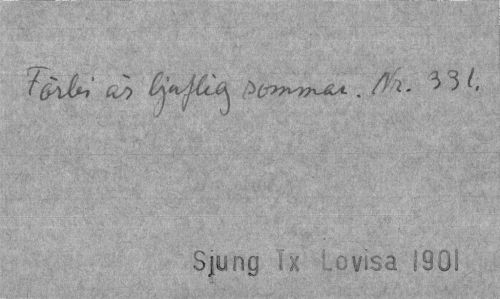 Förbi är ljuflig sommar. Nr. 331.
Sjung Tx Lovisa 1901